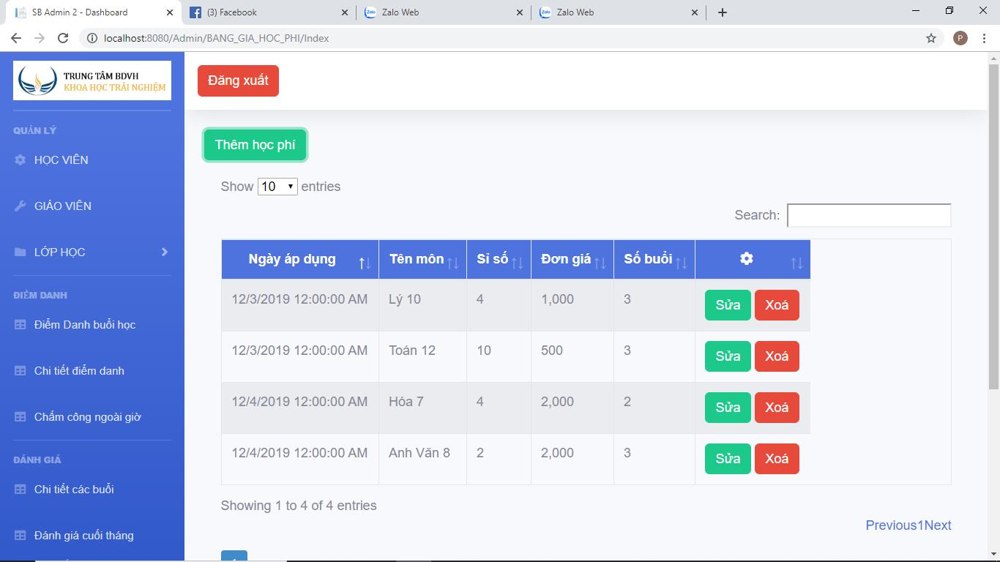 SB Admin 2 - Dashboard
(3) Facebook
Zalo Web
Zalo Web
localhost:8080/Admin/BANG_GIA_HOC_PHI/Index
P
TRUNG TÂM BDVH
KHOA HỌC TRẢI NGHIỆM
QUẢN LÝ
HỌC VIÊN
GIÁO VIÊN
LỚP HỌC
ĐIỂM DANH
Điểm Danh buổi học
Chi tiết điểm danh
Chấm công ngoài giờ
ĐÁNH GIÁ
Chi tiết các buổi
Đánh giá cuối tháng
Đăng xuất
Thêm học phí
Show 10 entries
Search:
Ngày áp dụng Tên môn Sỉ số Đơn giá Số buổi
12/3/2019 12:00:00 AM Lý 10 4 1,000 3 Sửa Xoá
12/3/2019 12:00:00 AM Toán 12 10 500 3 Sửa Xoá
12/4/2019 12:00:00 AM Hóa 7 4 2,000 2 Sửa Xoá
12/4/2019 12:00:00 AM Anh Văn 8 2 2,000 3 Sửa Xoá
Showing 1 to 4 of 4 entries
Previous1Next